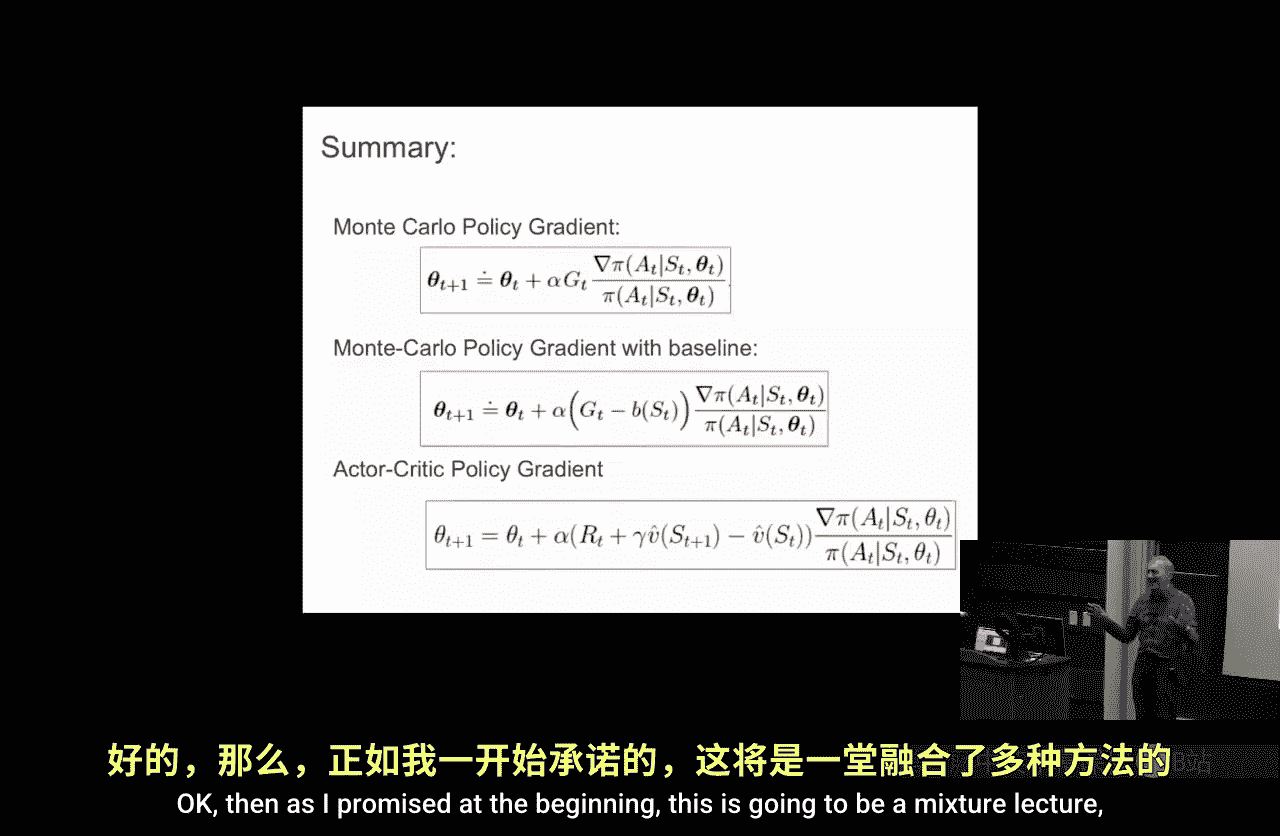 Summary:
Monte Carlo Policy Gradient:
θ_{t+1} ≐ θ_t + αG_t ∇π(A_t|S_t, θ_t) / π(A_t|S_t, θ_t)
Monte-Carlo Policy Gradient with baseline:
θ_{t+1} ≐ θ_t + α(G_t − b(S_t)) ∇π(A_t|S_t, θ_t) / π(A_t|S_t, θ_t)
Actor-Critic Policy Gradient
θ_{t+1} = θ_t + α(R_t + γv̂(S_{t+1}) − v̂(S_t)) ∇π(A_t|S_t, θ_t) / π(A_t|S_t, θ_t)
好的，那么，正如我一开始承诺的，这将是一堂融合了多种方法的
OK, then as I promised at the beginning, this is going to be a mixture lecture,